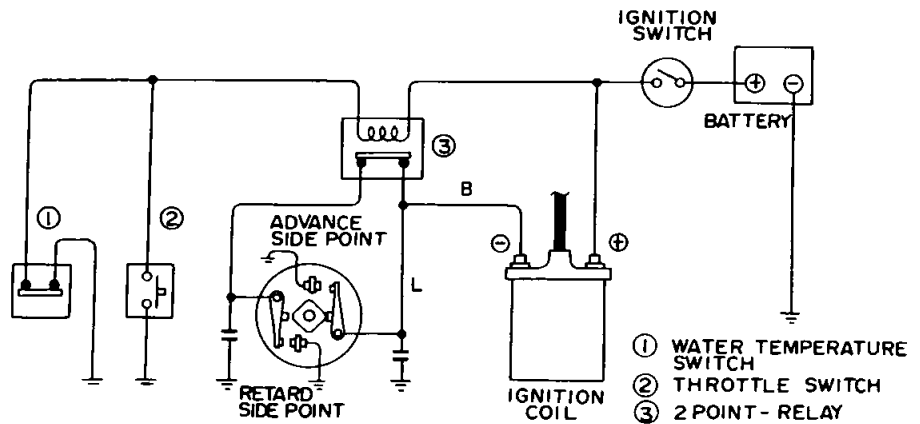 IGNITION
SWITCH
+ −
BATTERY
③
B
① ②
ADVANCE
SIDE POINT
− +
L
RETARD
SIDE POINT
IGNITION
COIL
① WATER TEMPERATURE
SWITCH
② THROTTLE SWITCH
③ 2 POINT-RELAY